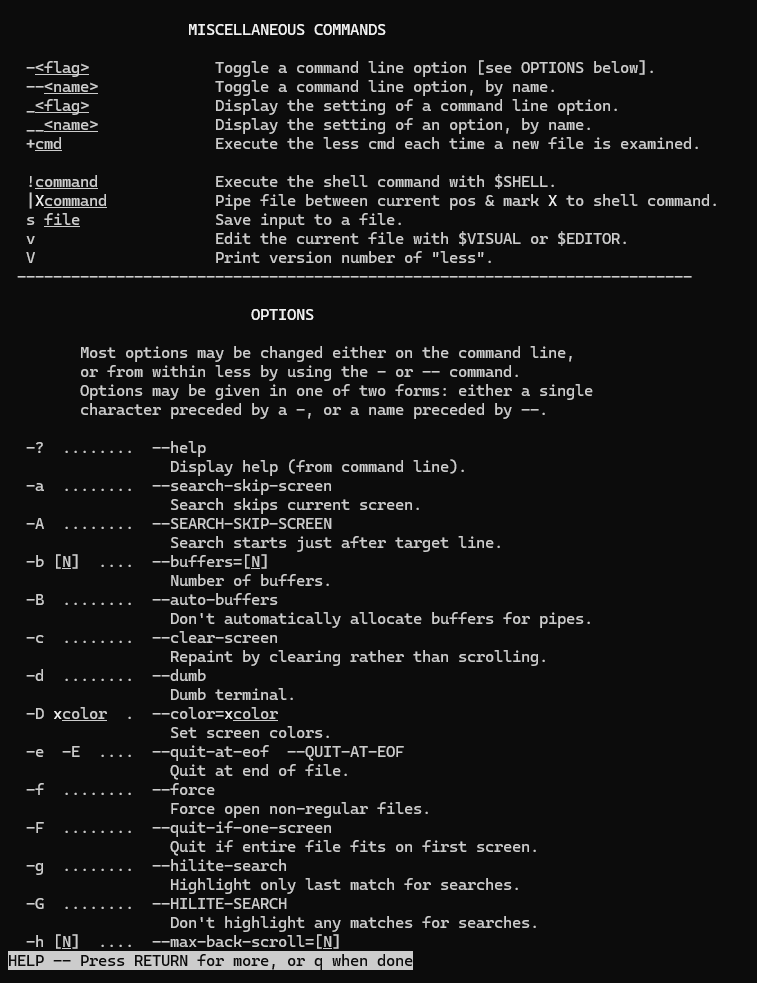 MISCELLANEOUS COMMANDS
-<flag>              Toggle a command line option [see OPTIONS below].
--<name>             Toggle a command line option, by name.
_<flag>              Display the setting of a command line option.
__<name>             Display the setting of an option, by name.
+cmd                 Execute the less cmd each time a new file is examined.
!command             Execute the shell command with $SHELL.
|Xcommand            Pipe file between current pos & mark X to shell command.
s file               Save input to a file.
v                    Edit the current file with $VISUAL or $EDITOR.
V                    Print version number of "less".
---------------------------------------------------------------------------
OPTIONS
Most options may be changed either on the command line,
or from within less by using the - or -- command.
Options may be given in one of two forms: either a single
character preceded by a -, or a name preceded by --.
-?  ........  --help
Display help (from command line).
-a  ........  --search-skip-screen
Search skips current screen.
-A  ........  --SEARCH-SKIP-SCREEN
Search starts just after target line.
-b [N]  ....  --buffers=[N]
Number of buffers.
-B  ........  --auto-buffers
Don't automatically allocate buffers for pipes.
-c  ........  --clear-screen
Repaint by clearing rather than scrolling.
-d  ........  --dumb
Dumb terminal.
-D xcolor  .  --color=xcolor
Set screen colors.
-e  -E  ....  --quit-at-eof  --QUIT-AT-EOF
Quit at end of file.
-f  ........  --force
Force open non-regular files.
-F  ........  --quit-if-one-screen
Quit if entire file fits on first screen.
-g  ........  --hilite-search
Highlight only last match for searches.
-G  ........  --HILITE-SEARCH
Don't highlight any matches for searches.
-h [N]  ....  --max-back-scroll=[N]
HELP -- Press RETURN for more, or q when done